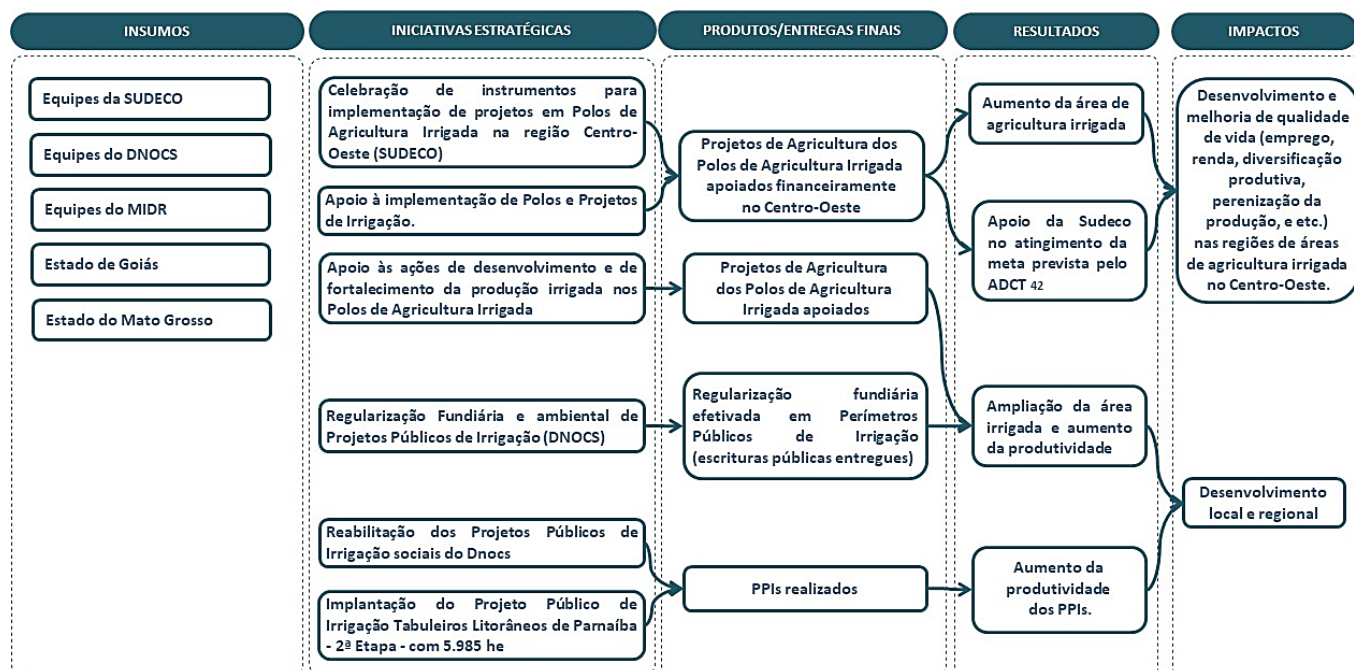 INSUMOS
INICIATIVAS ESTRATÉGICAS
PRODUTOS/ENTREGAS FINAIS
RESULTADOS
IMPACTOS
Equipes da SUDECO
Equipes do DNOCS
Equipes do MIDR
Estado de Goiás
Estado do Mato Grosso
Celebração de instrumentos para
implementação de projetos em Polos de
Agricultura Irrigada na região Centro-
Oeste (SUDECO)
Apoio à implementação de Polos e Projetos
de Irrigação.
Apoio às ações de desenvolvimento e de
fortalecimento da produção irrigada nos
Polos de Agricultura Irrigada
Regularização Fundiária e ambiental de
Projetos Públicos de Irrigação (DNOCS)
Reabilitação dos Projetos Públicos de
Irrigação sociais do Dnocs
Implantação do Projeto Público de
Irrigação Tabuleiros Litorâneos de Parnaíba
- 2ª Etapa - com 5.985 he
Projetos de Agricultura dos
Polos de Agricultura Irrigada
apoiados financeiramente
no Centro-Oeste
Projetos de Agricultura
dos Polos de Agricultura
Irrigada apoiados
Regularização fundiária
efetivada em Perímetros
Públicos de Irrigação
(escrituras públicas entregues)
PPIs realizados
Aumento da área de
agricultura irrigada
Apoio da Sudeco
no atingimento da
meta prevista pelo
ADCT 42
Ampliação da área
irrigada e aumento
da produtividade
Aumento da
produtividade
dos PPIs.
Desenvolvimento e
melhoria de qualidade
de vida (emprego,
renda, diversificação
produtiva,
perenização da
produção, e etc.)
nas regiões de áreas
de agricultura irrigada
no Centro-Oeste.
Desenvolvimento
local e regional